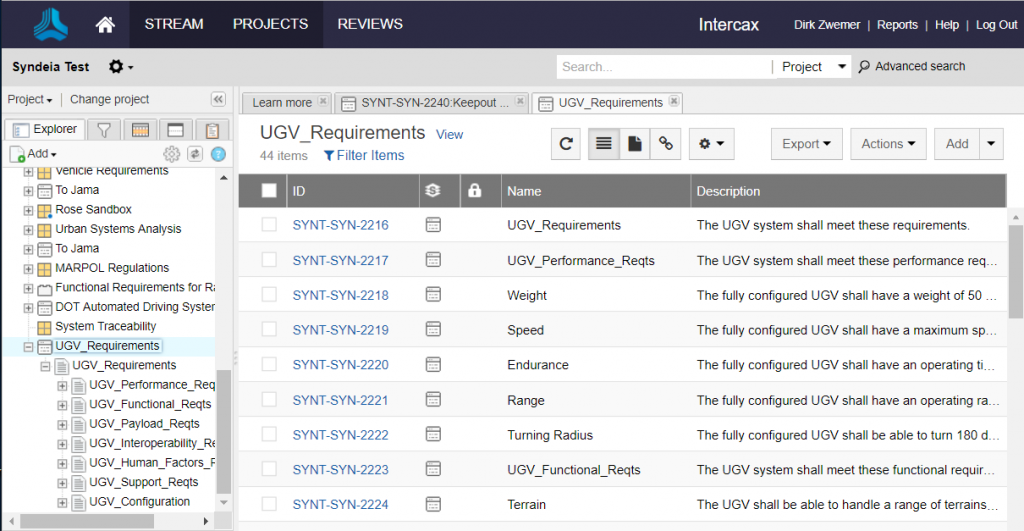 STREAM PROJECTS REVIEWS Intercax Dirk Zwemer | Reports | Help | Log Out
Syndeia Test Search... Project Advanced search
Project Change project « Learn more SYNT-SYN-2240:Keepout ... UGV_Requirements
Explorer
Add
UGV_Requirements View
44 items Filter Items
Export Actions Add
Vehicle Requirements
To Jama
Rose Sandbox
Urban Systems Analysis
To Jama
MARPOL Regulations
Functional Requirements for Ra
DOT Automated Driving System
System Traceability
UGV_Requirements
UGV_Requirements
UGV_Performance_Req
UGV_Functional_Reqts
UGV_Payload_Reqts
UGV_Interoperability_Re
UGV_Human_Factors_R
UGV_Support_Reqts
UGV_Configuration
ID Name Description
SYNT-SYN-2216 UGV_Requirements The UGV system shall meet these requirements.
SYNT-SYN-2217 UGV_Performance_Reqts The UGV system shall meet these performance req...
SYNT-SYN-2218 Weight The fully configured UGV shall have a weight of 50 ...
SYNT-SYN-2219 Speed The fully configured UGV shall have a maximum sp...
SYNT-SYN-2220 Endurance The fully configured UGV shall have an operating ti...
SYNT-SYN-2221 Range The fully configured UGV shall have an operating ra...
SYNT-SYN-2222 Turning Radius The fully configured UGV shall be able to turn 180 d...
SYNT-SYN-2223 UGV_Functional_Reqts The UGV system shall meet these functional requir...
SYNT-SYN-2224 Terrain The UGV shall be able to handle a range of terrains...